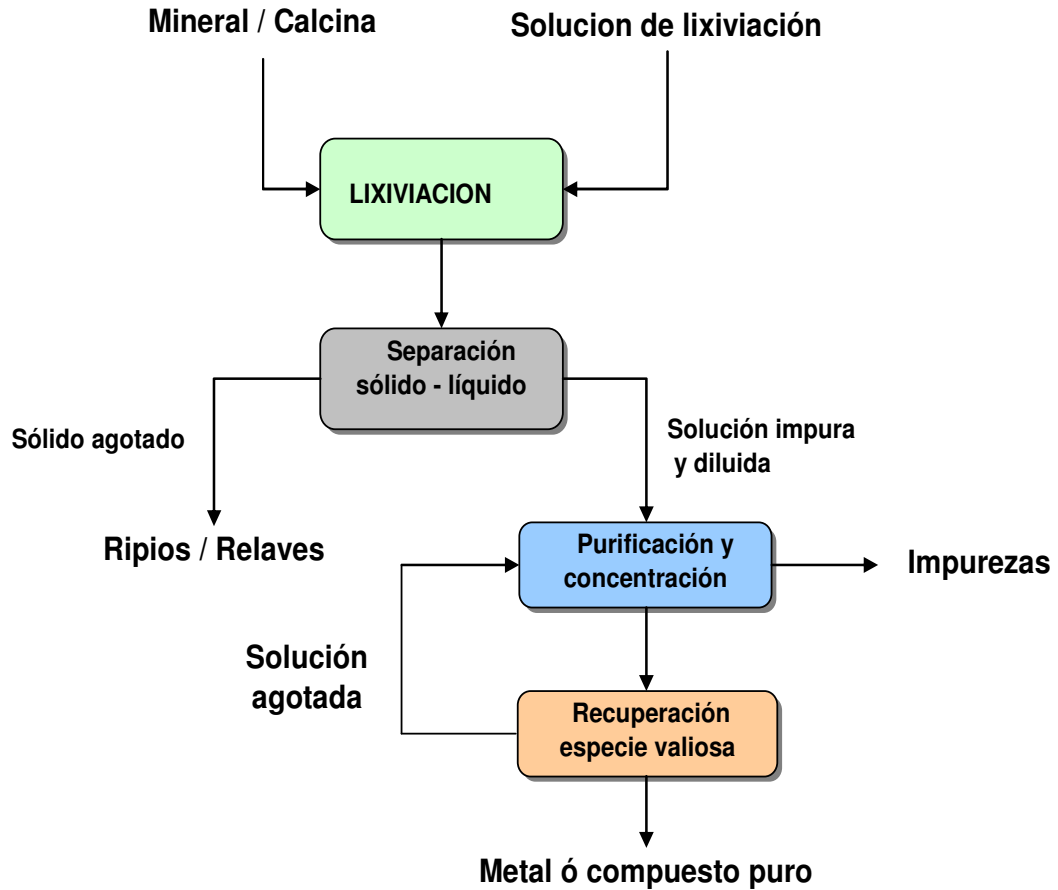 Mineral / Calcina
Solucion de lixiviación
LIXIVIACION
Separación
sólido - líquido
Sólido agotado
Solución impura
y diluida
Ripios / Relaves
Purificación y
concentración
Impurezas
Solución
agotada
Recuperación
especie valiosa
Metal ó compuesto puro